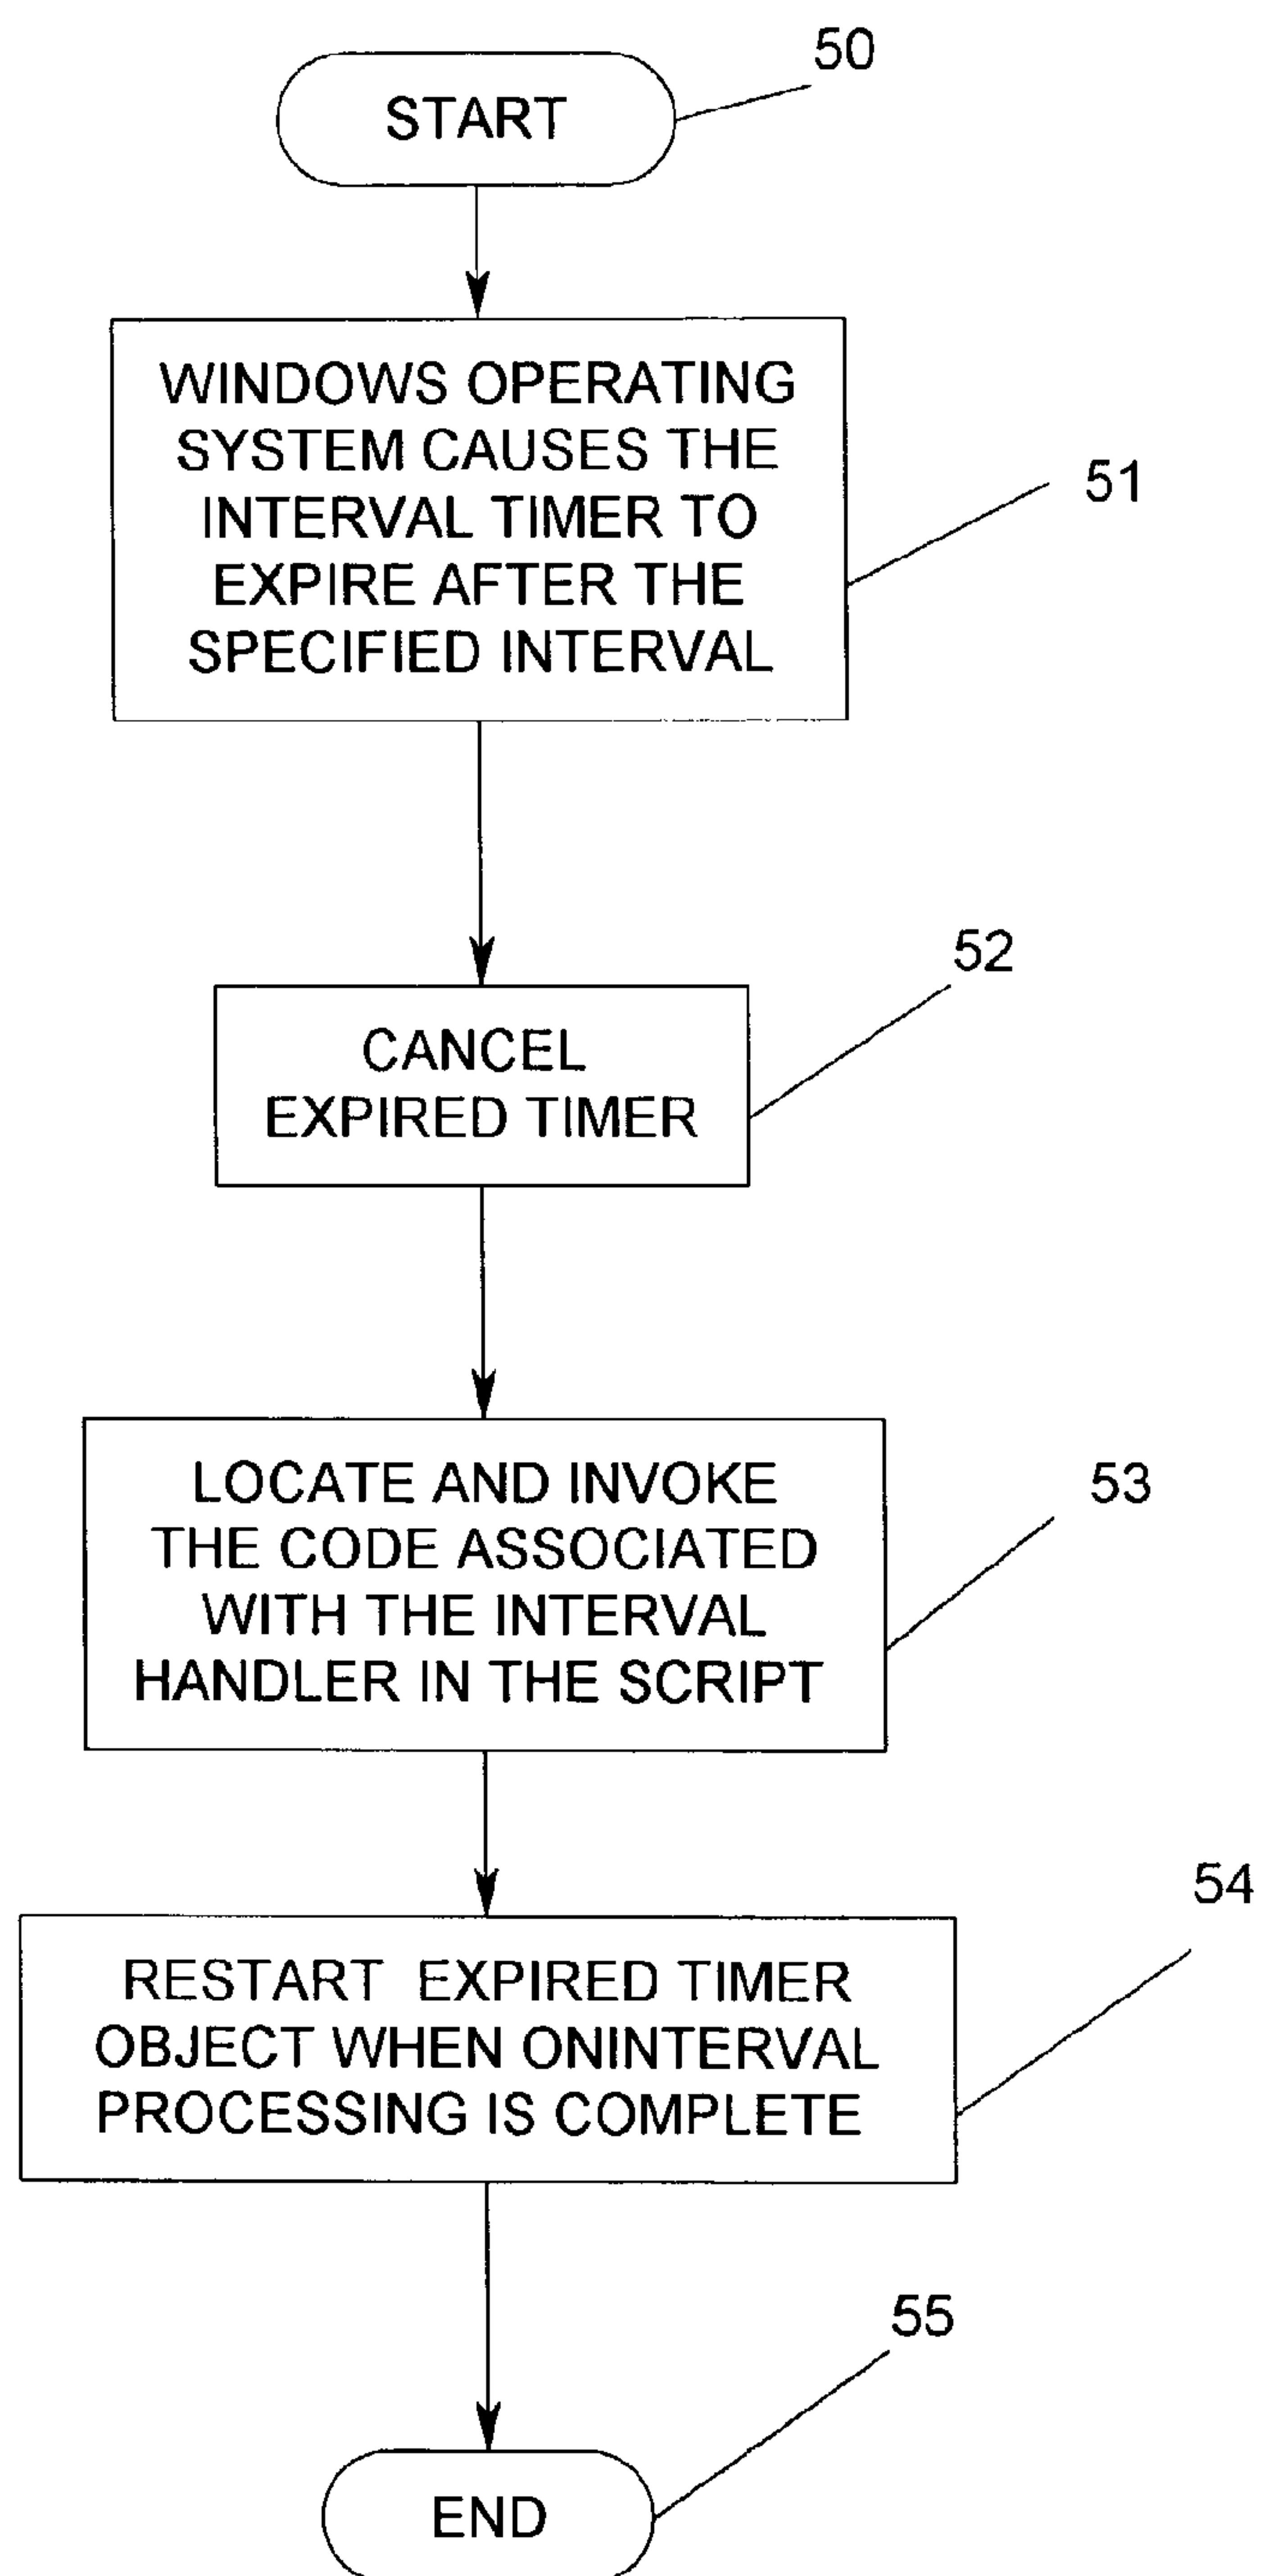 50
START
WINDOWS OPERATING
SYSTEM CAUSES THE
INTERVAL TIMER TO
EXPIRE AFTER THE
SPECIFIED INTERVAL
51
52
CANCEL
EXPIRED TIMER
LOCATE AND INVOKE
THE CODE ASSOCIATED
WITH THE INTERVAL
HANDLER IN THE SCRIPT
53
54
RESTART EXPIRED TIMER
OBJECT WHEN ONINTERVAL
PROCESSING IS COMPLETE
55
END